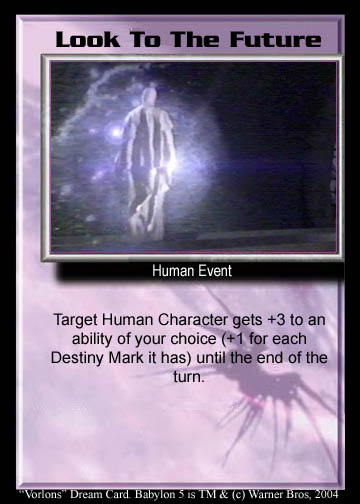 Look To The Future
Human Event
Target Human Character gets +3 to an
ability of your choice (+1 for each
Destiny Mark it has) until the end of the
turn.
"Vorlons" Dream Card. Babylon 5 is TM & (c) Warner Bros, 2004